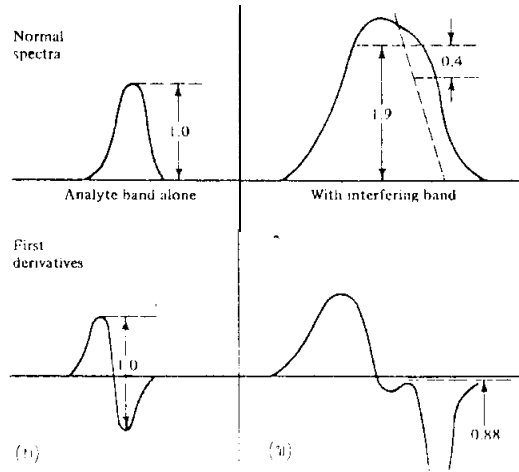 Normal
spectra
1.0
0.4
1.9
Analyte band alone
With interfering band
First
derivatives
1.0
0.88